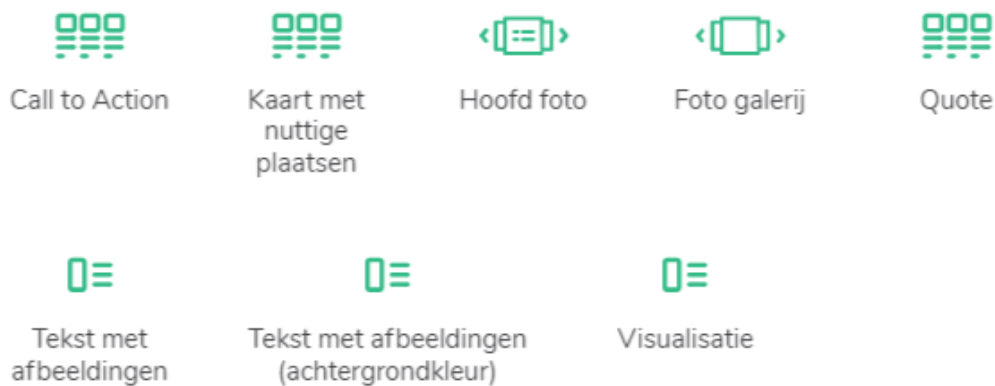 Call to Action
Kaart met
nuttige
plaatsen
Hoofd foto
Foto galerij
Quote
Tekst met
afbeeldingen
Tekst met afbeeldingen
(achtergrondkleur)
Visualisatie